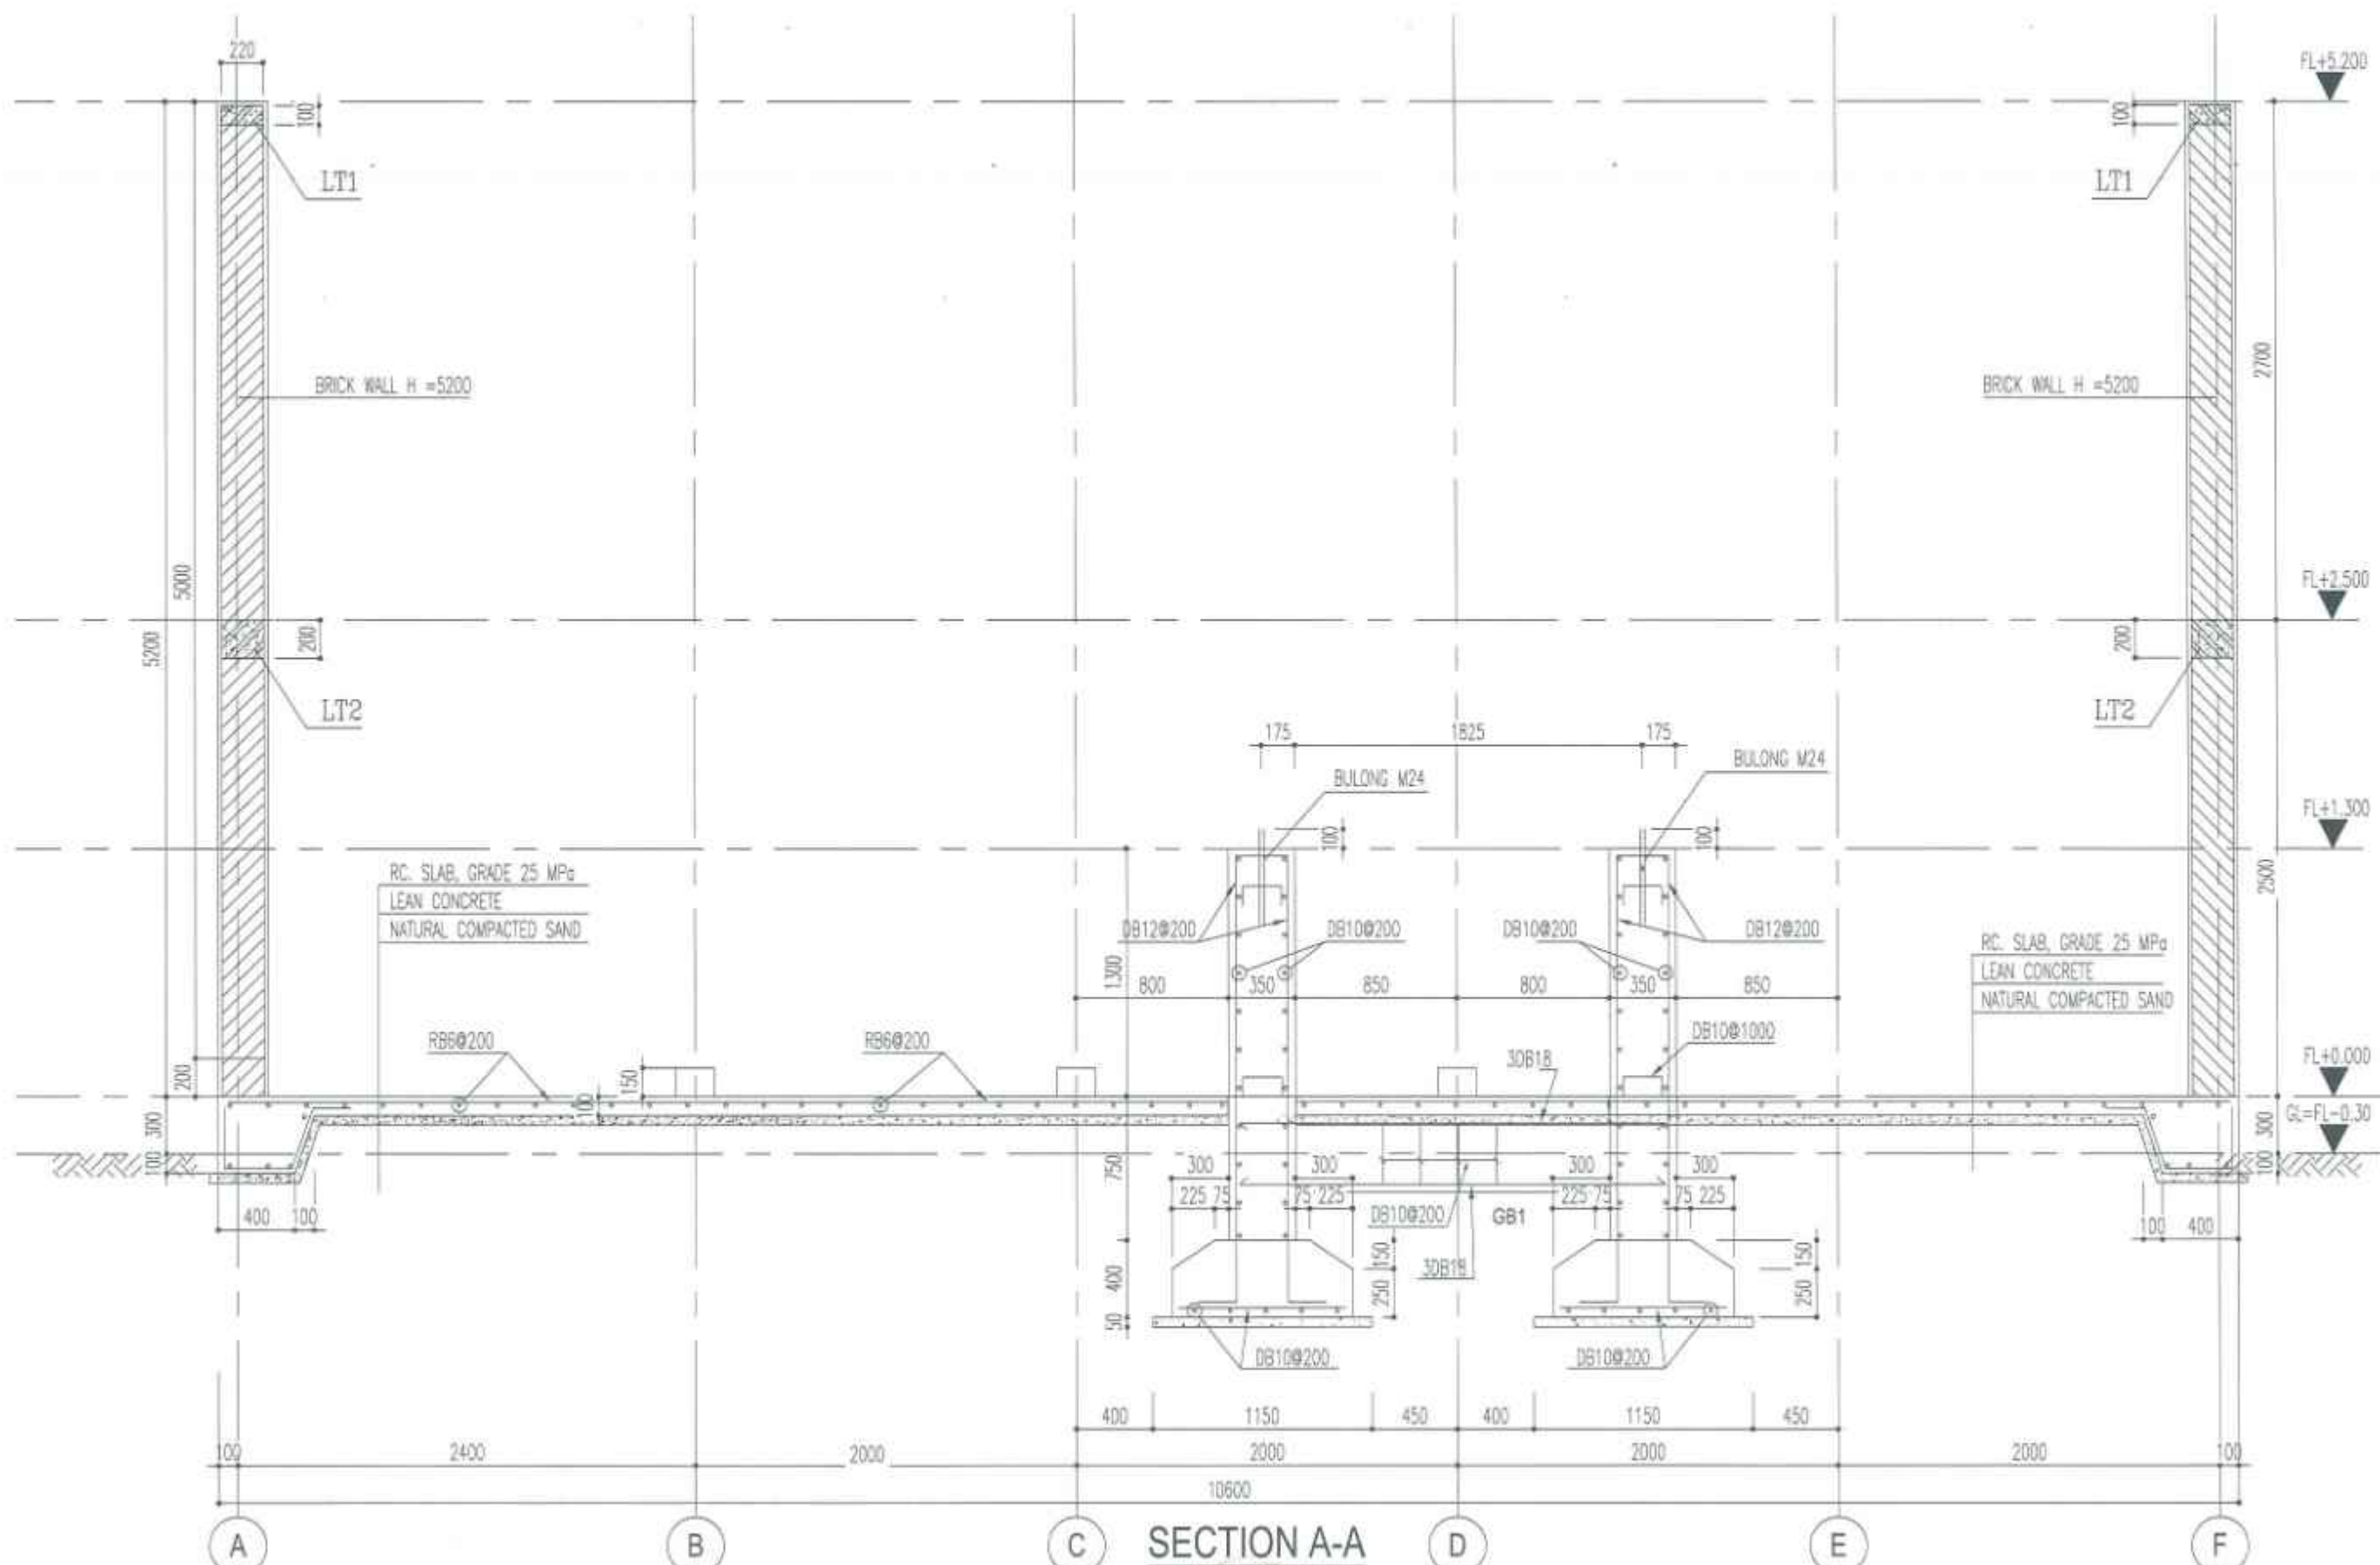 220
FL+5.200
100
100
LT1
LT1
BRICK WALL H =5200
BRICK WALL H =5200
2700
5000
FL+2.500
5200
200
200
LT2
LT2
175
1825
175
BULONG M24
BULONG M24
FL+1.300
100
100
RC. SLAB, GRADE 25 MPa
LEAN CONCRETE
NATURAL COMPACTED SAND
2500
DB12@200
DB10@200
DB10@200
DB12@200
RC. SLAB, GRADE 25 MPa
LEAN CONCRETE
NATURAL COMPACTED SAND
1300
800
350
850
800
350
850
RB6@200
RB6@200
DB10@1000
3DB18
FL+0.000
200
150
100
GL=FL-0.30
300
300
100
100
750
300
300
300
300
225
75
75
225
225
75
75
225
400
100
DB10@200
GB1
100
400
3DB18
400
150
250
150
250
50
DB10@200
DB10@200
400
1150
450
400
1150
450
100
2400
2000
2000
2000
2000
100
10600
A
B
C
SECTION A-A
D
E
F